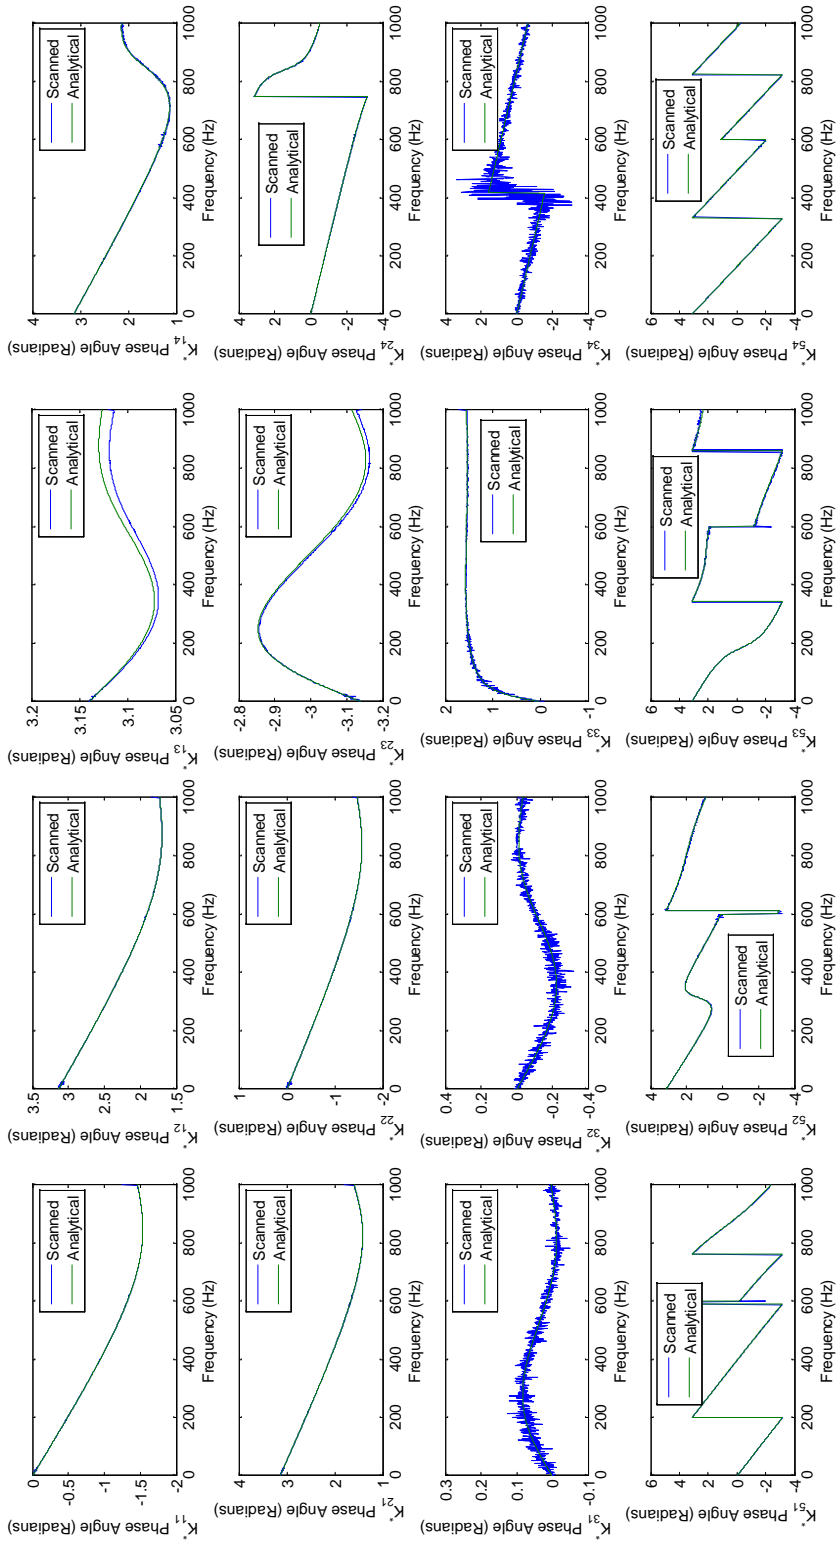 K*11 Phase Angle (Radians)
0
-0.5
-1
-1.5
-2
Scanned
Analytical
0 200 400 600 800 1000
Frequency (Hz)
K*12 Phase Angle (Radians)
3.5
3
2.5
2
1.5
Scanned
Analytical
0 200 400 600 800 1000
Frequency (Hz)
K*13 Phase Angle (Radians)
3.2
3.15
3.1
3.05
Scanned
Analytical
0 200 400 600 800 1000
Frequency (Hz)
K*14 Phase Angle (Radians)
4
3
2
1
Scanned
Analytical
0 200 400 600 800 1000
Frequency (Hz)
K*21 Phase Angle (Radians)
4
3
2
1
Scanned
Analytical
0 200 400 600 800 1000
Frequency (Hz)
K*22 Phase Angle (Radians)
1
0
-1
-2
Scanned
Analytical
0 200 400 600 800 1000
Frequency (Hz)
K*23 Phase Angle (Radians)
-2.8
-2.9
-3
-3.1
-3.2
Scanned
Analytical
0 200 400 600 800 1000
Frequency (Hz)
K*24 Phase Angle (Radians)
4
2
0
-2
-4
Scanned
Analytical
0 200 400 600 800 1000
Frequency (Hz)
K*31 Phase Angle (Radians)
0.3
0.2
0.1
0
-0.1
Scanned
Analytical
0 200 400 600 800 1000
Frequency (Hz)
K*32 Phase Angle (Radians)
0.4
0.2
0
-0.2
-0.4
Scanned
Analytical
0 200 400 600 800 1000
Frequency (Hz)
K*33 Phase Angle (Radians)
2
1
0
-1
Scanned
Analytical
0 200 400 600 800 1000
Frequency (Hz)
K*34 Phase Angle (Radians)
4
2
0
-2
-4
Scanned
Analytical
0 200 400 600 800 1000
Frequency (Hz)
K*51 Phase Angle (Radians)
6
4
2
0
-2
-4
Scanned
Analytical
0 200 400 600 800 1000
Frequency (Hz)
K*52 Phase Angle (Radians)
4
2
0
-2
-4
Scanned
Analytical
0 200 400 600 800 1000
Frequency (Hz)
K*53 Phase Angle (Radians)
6
4
2
0
-2
-4
Scanned
Analytical
0 200 400 600 800 1000
Frequency (Hz)
K*54 Phase Angle (Radians)
6
4
2
0
-2
-4
Scanned
Analytical
0 200 400 600 800 1000
Frequency (Hz)